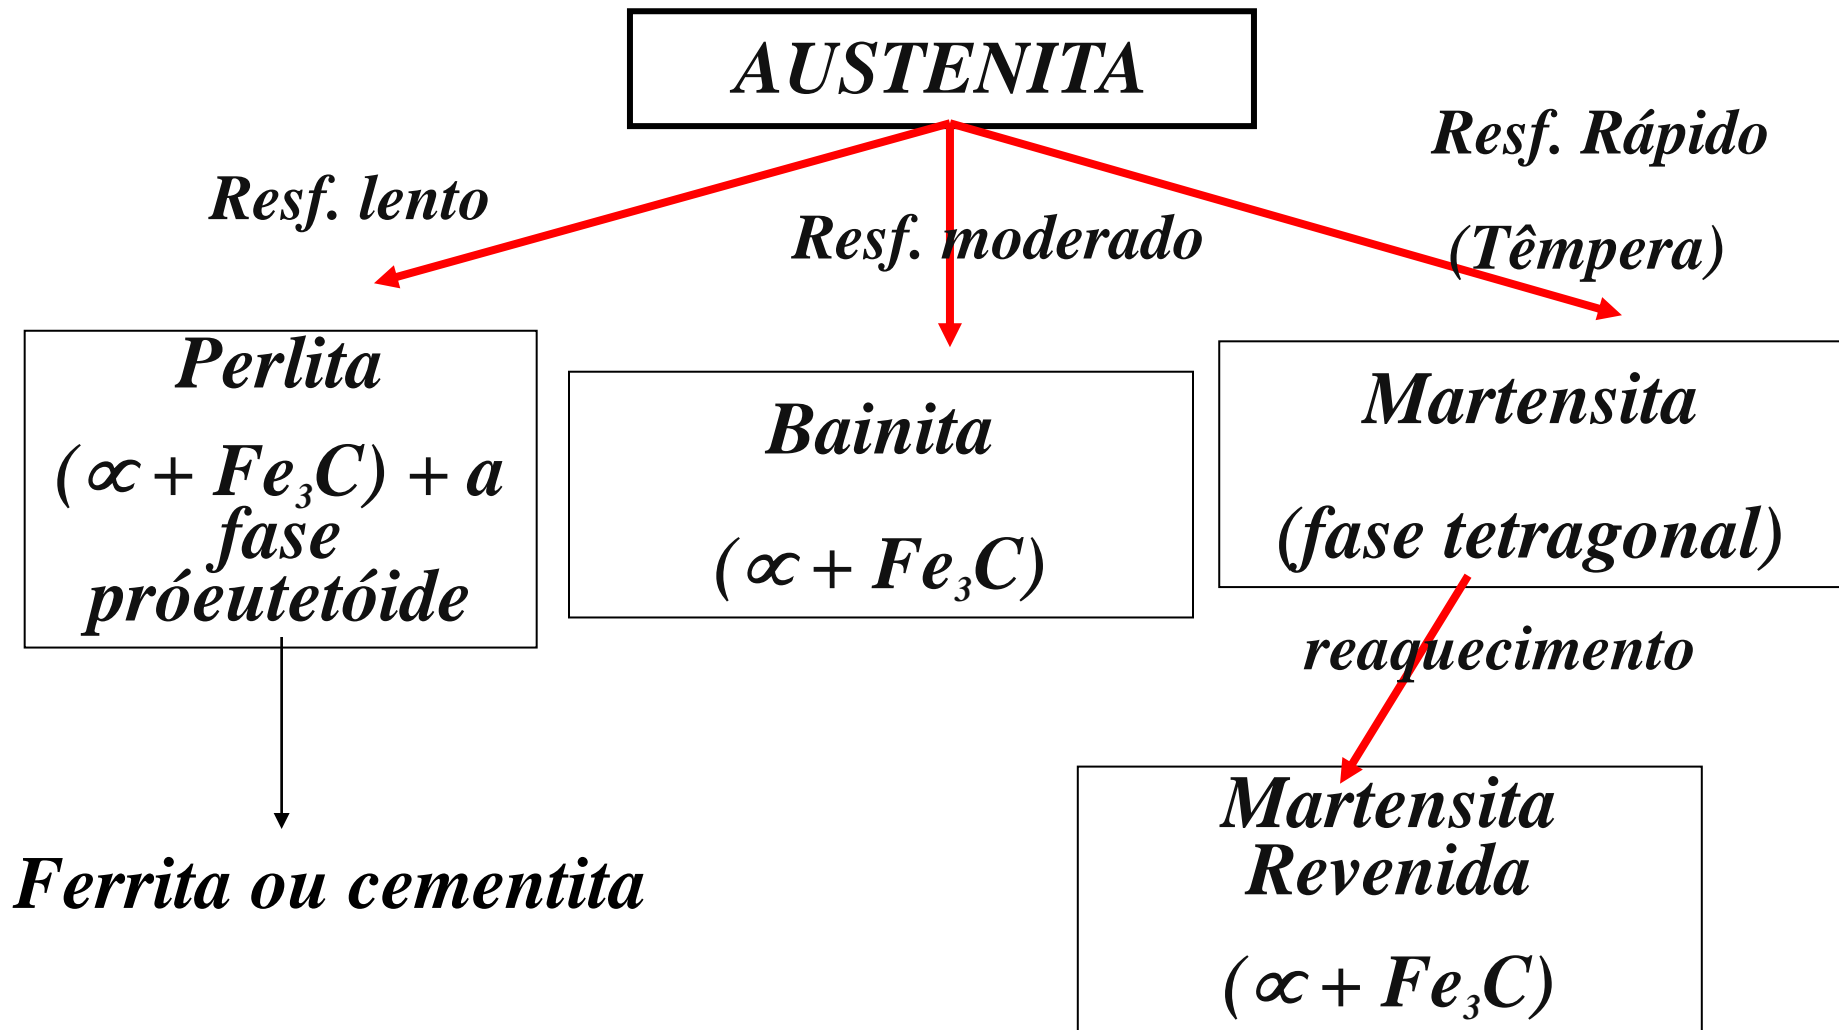 AUSTENITA
Resf. lento
Resf. moderado
Resf. Rápido
(Têmpera)
Perlita
(∝ + Fe₃C) + a
fase
próeutetóide
Bainita
(∝ + Fe₃C)
Martensita
(fase tetragonal)
reaquecimento
Ferrita ou cementita
Martensita
Revenida
(∝ + Fe₃C)